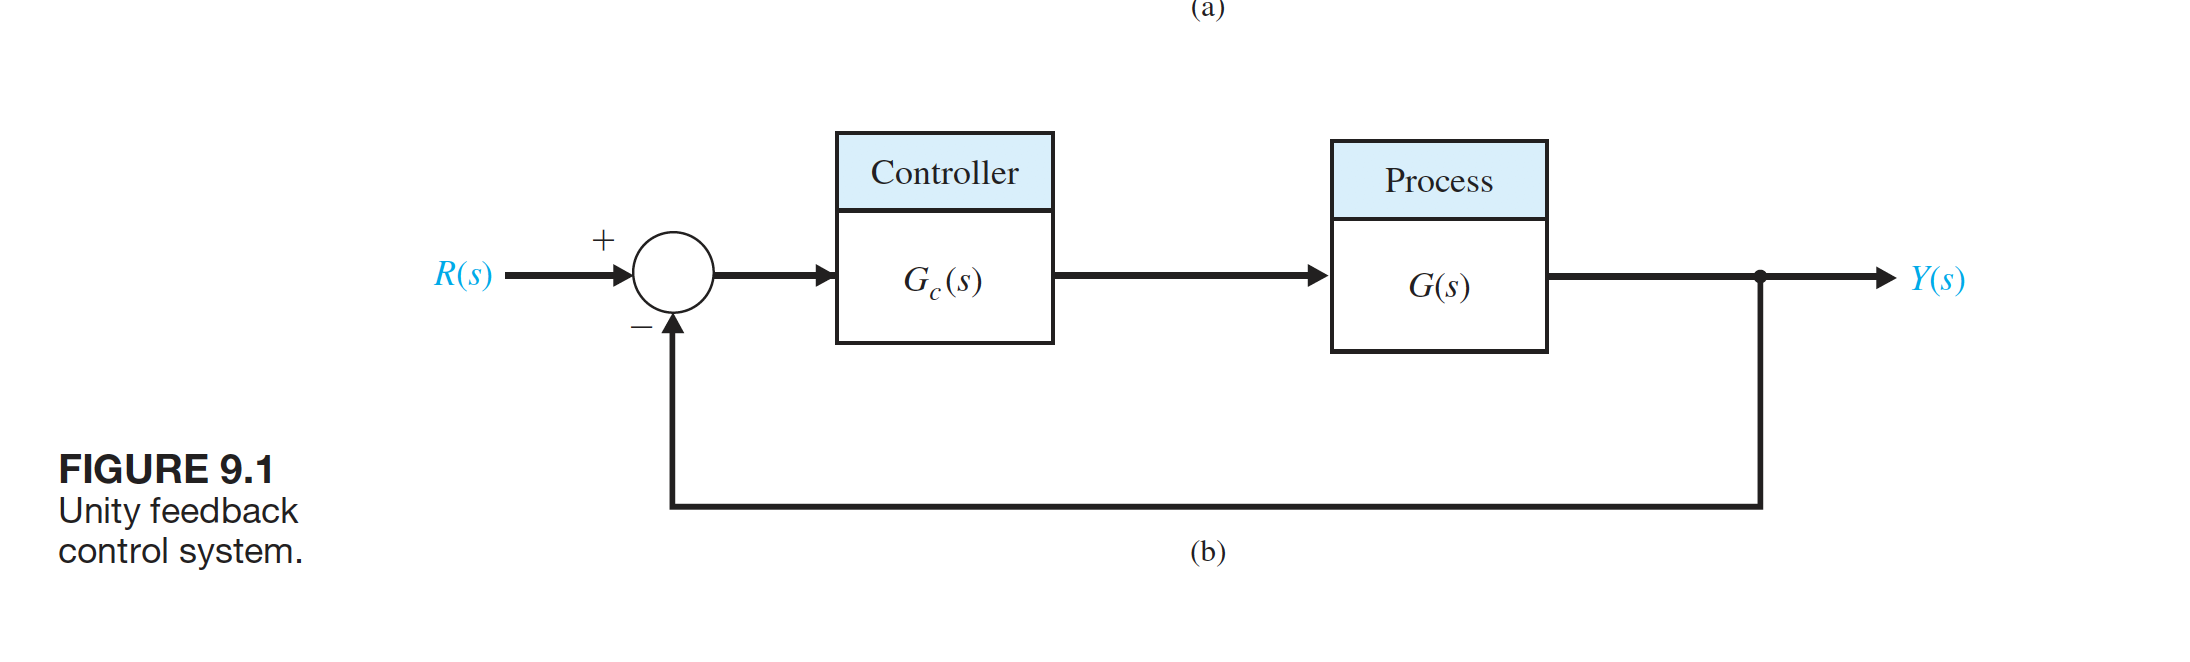 (a)
Controller
Process
+
R(s)
Gc(s)
G(s)
Y(s)
−
FIGURE 9.1
Unity feedback
control system.
(b)